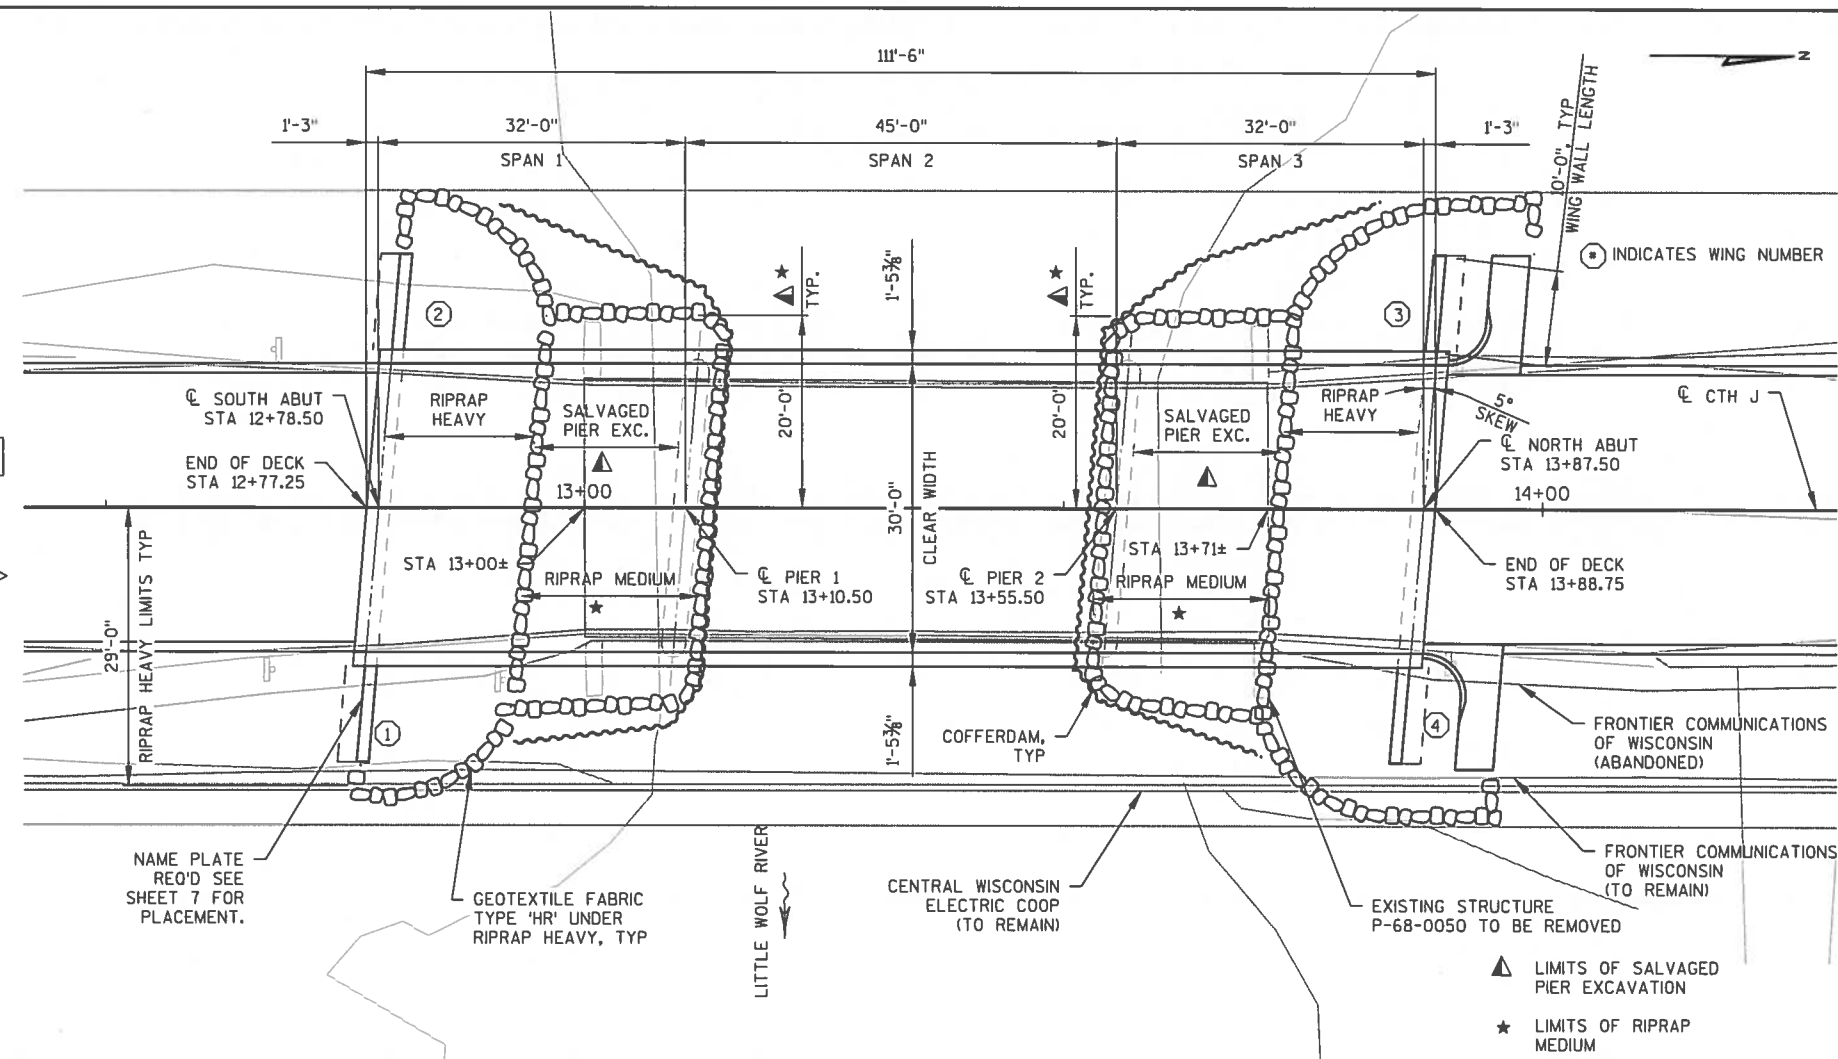 111'-6"
N
1'-3"
32'-0"
45'-0"
32'-0"
1'-3"
SPAN 1
SPAN 2
SPAN 3
10'-0", TYP
WING WALL LENGTH
* INDICATES WING NUMBER
2
3
▲ ★
TYP.
1'-5⅜"
▲ ★
TYP.
℄ SOUTH ABUT
STA 12+78.50
RIPRAP
HEAVY
SALVAGED
PIER EXC.
20'-0"
20'-0"
SALVAGED
PIER EXC.
RIPRAP
HEAVY
5°
SKEW
℄ CTH J
END OF DECK
STA 12+77.25
℄ NORTH ABUT
STA 13+87.50
13+00
14+00
30'-0"
CLEAR WIDTH
STA 13+00±
STA 13+71±
RIPRAP MEDIUM
★
℄ PIER 1
STA 13+10.50
℄ PIER 2
STA 13+55.50
RIPRAP MEDIUM
★
END OF DECK
STA 13+88.75
29'-0"
RIPRAP HEAVY LIMITS TYP
1
4
1'-5⅜"
COFFERDAM,
TYP
FRONTIER COMMUNICATIONS
OF WISCONSIN
(ABANDONED)
NAME PLATE
REQ'D SEE
SHEET 7 FOR
PLACEMENT.
GEOTEXTILE FABRIC
TYPE 'HR' UNDER
RIPRAP HEAVY, TYP
LITTLE WOLF RIVER
CENTRAL WISCONSIN
ELECTRIC COOP
(TO REMAIN)
EXISTING STRUCTURE
P-68-0050 TO BE REMOVED
FRONTIER COMMUNICATIONS
OF WISCONSIN
(TO REMAIN)
▲ LIMITS OF SALVAGED
PIER EXCAVATION
★ LIMITS OF RIPRAP
MEDIUM